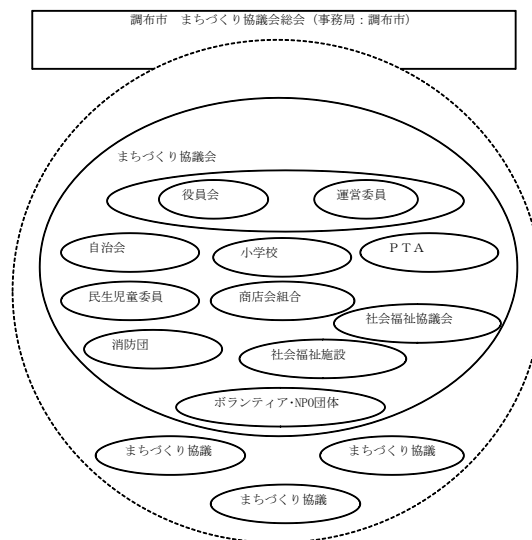 調布市　まちづくり協議会総会（事務局：調布市）
まちづくり協議会
役員会
運営委員
自治会
小学校
ＰＴＡ
民生児童委員
商店会組合
社会福祉協議会
消防団
社会福祉施設
ボランティア・NPO団体
まちづくり協議
まちづくり協議
まちづくり協議